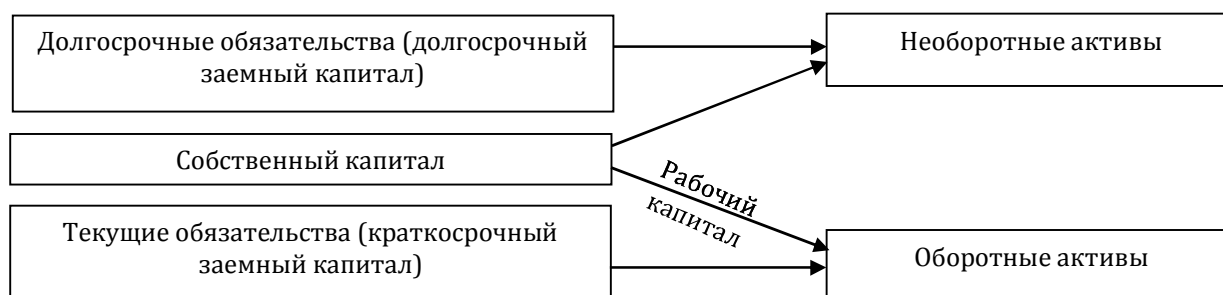 Долгосрочные обязательства (долгосрочный
заемный капитал)
Необоротные активы
Собственный капитал
Рабочий
капитал
Текущие обязательства (краткосрочный
заемный капитал)
Оборотные активы